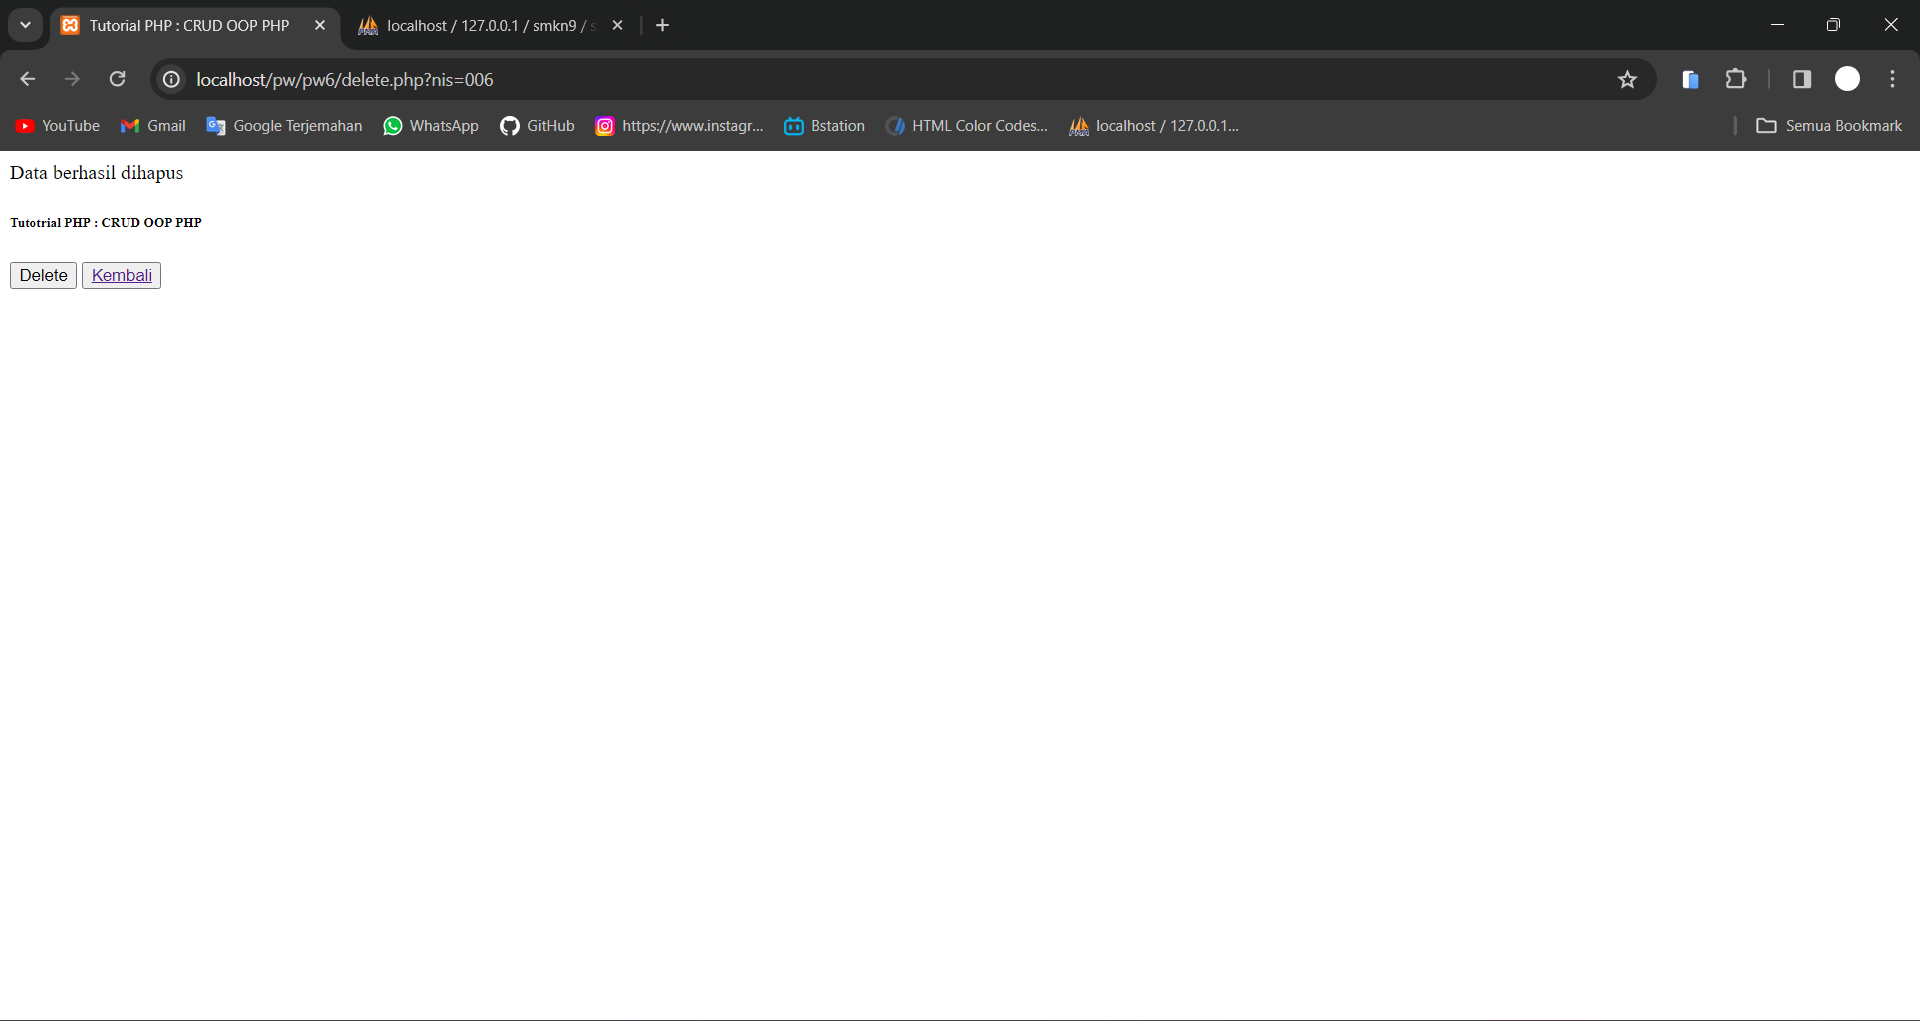 Tutorial PHP : CRUD OOP PHP
localhost / 127.0.0.1 / smkn9 /
localhost/pw/pw6/delete.php?nis=006
YouTube
Gmail
Google Terjemahan
WhatsApp
GitHub
https://www.instagr...
Bstation
HTML Color Codes...
localhost / 127.0.0.1...
Semua Bookmark
Data berhasil dihapus
Tutotrial PHP : CRUD OOP PHP
Delete
Kembali